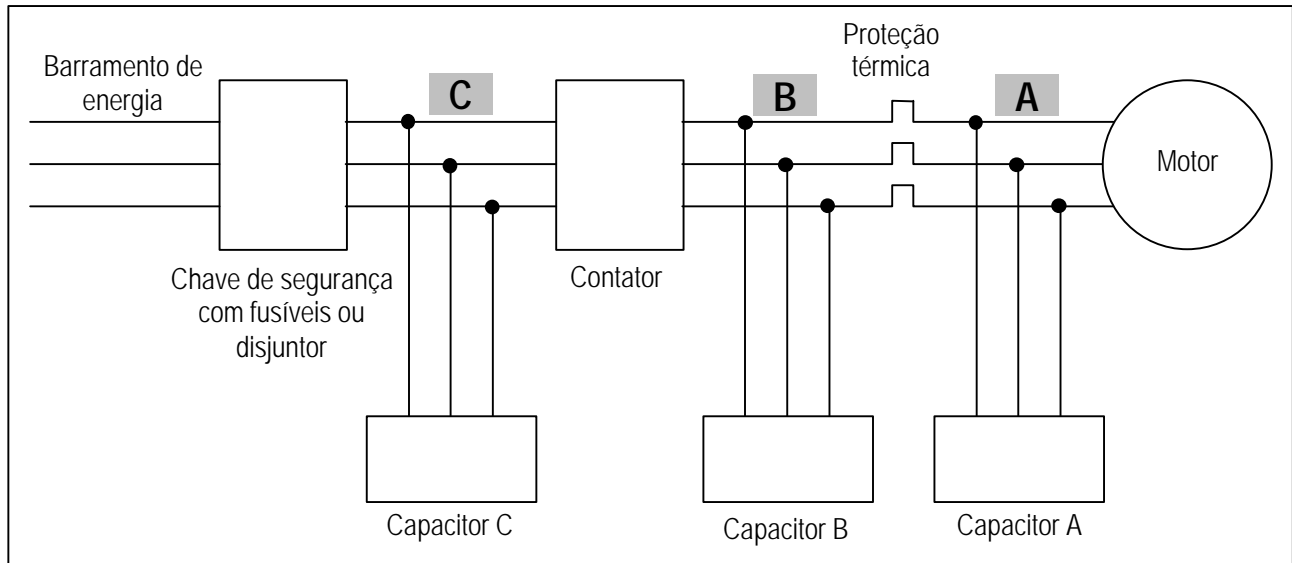 Barramento de
energia
C
B
Proteção
térmica
A
Motor
Chave de segurança
com fusíveis ou
disjuntor
Contator
Capacitor C
Capacitor B
Capacitor A